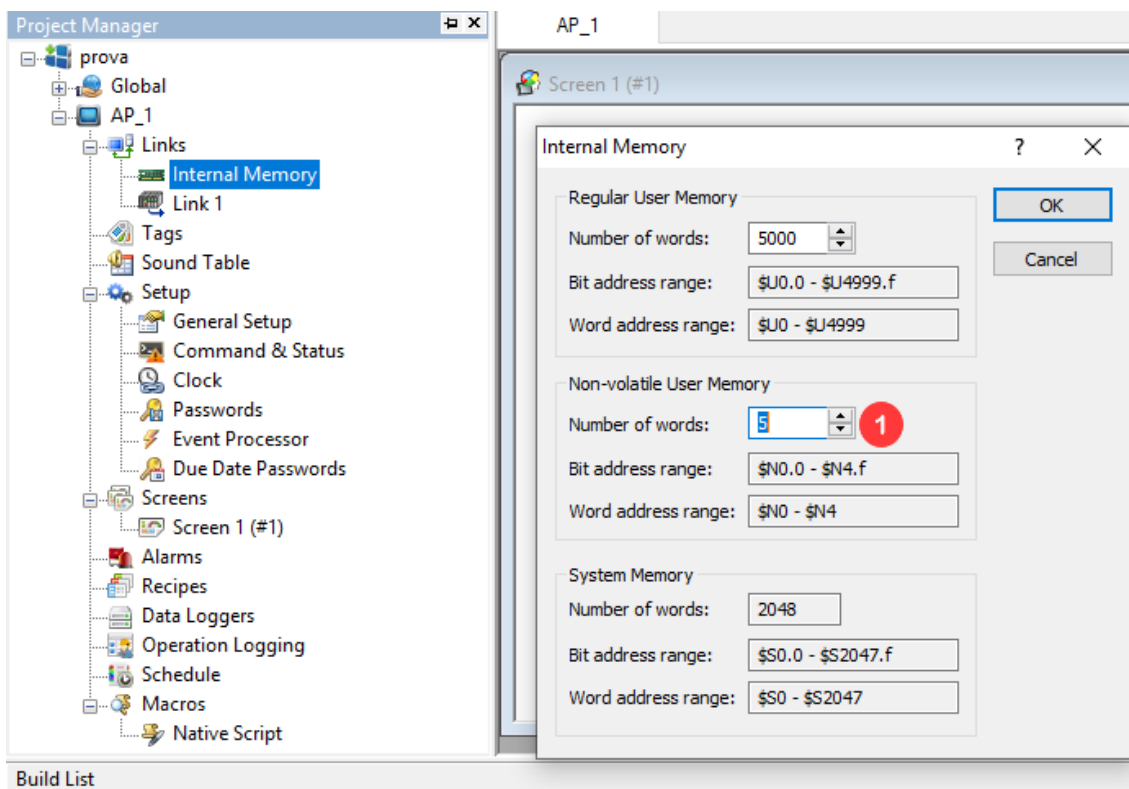 Project Manager
prova
Global
AP_1
Links
Internal Memory
Link 1
Tags
Sound Table
Setup
General Setup
Command & Status
Clock
Passwords
Event Processor
Due Date Passwords
Screens
Screen 1 (#1)
Alarms
Recipes
Data Loggers
Operation Logging
Schedule
Macros
Native Script
Build List
AP_1
Screen 1 (#1)
Internal Memory
?
Regular User Memory
Number of words: 5000
Bit address range: $U0.0 - $U4999.f
Word address range: $U0 - $U4999
Non-volatile User Memory
Number of words: 5
1
Bit address range: $N0.0 - $N4.f
Word address range: $N0 - $N4
System Memory
Number of words: 2048
Bit address range: $S0.0 - $S2047.f
Word address range: $S0 - $S2047
OK
Cancel